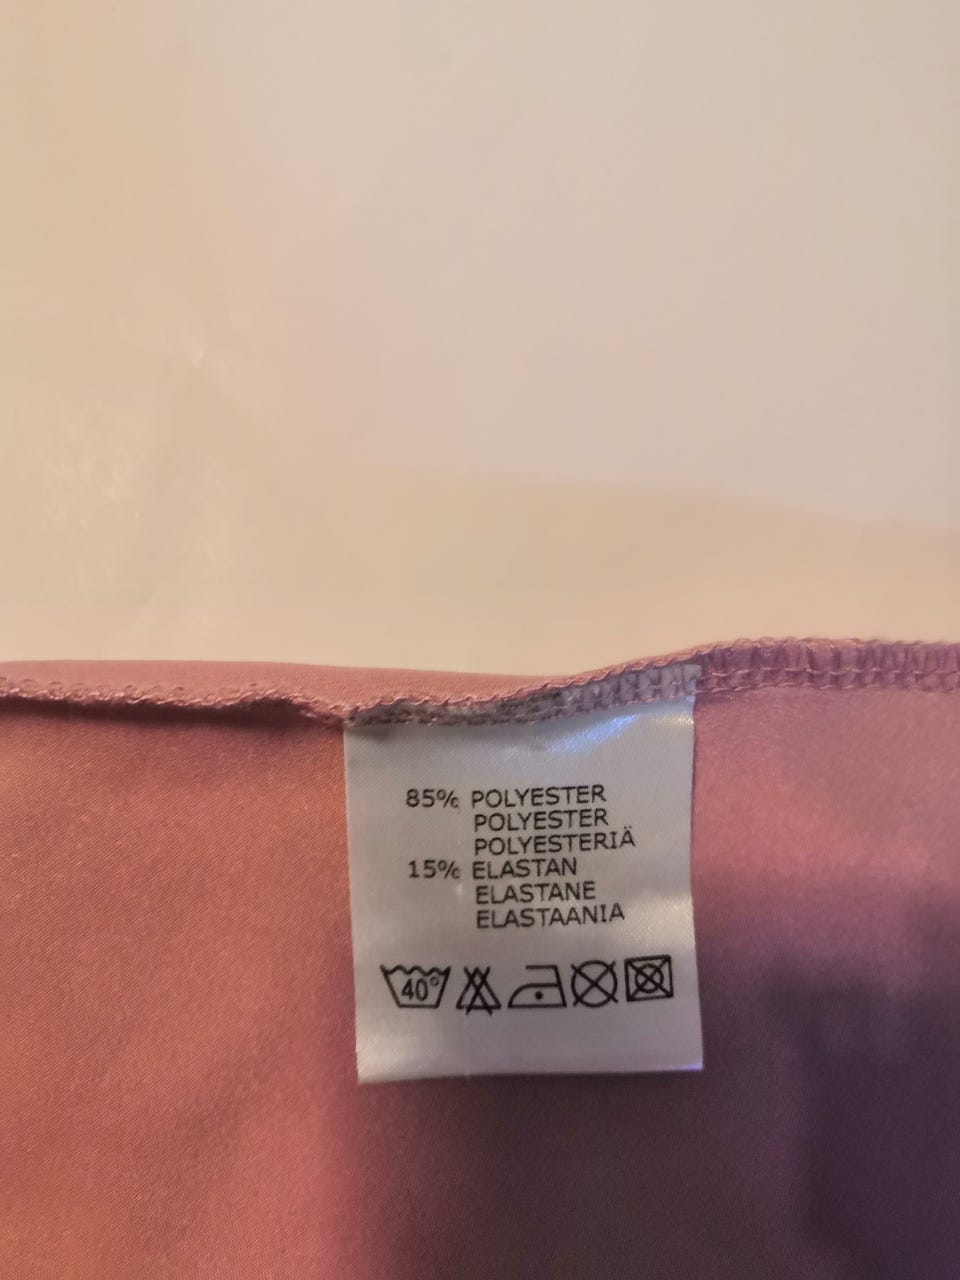 85% POLYESTER
POLYESTER
POLYESTERIÄ
15% ELASTAN
ELASTANE
ELASTAANIA
40°